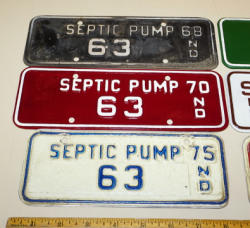 SEPTIC PUMP 68
63 ND
SEPTIC PUMP 70
63 ND
SEPTIC PUMP 75
63 ND
S